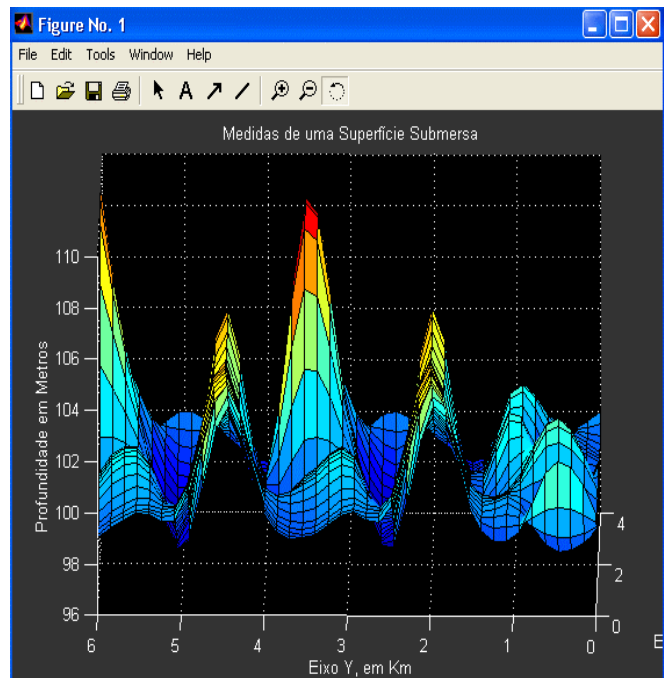 Figure No. 1
File Edit Tools Window Help
A
Medidas de uma Superfície Submersa
110
108
106
104
102
100
98
96
Profundidade em Metros
6 5 4 3 2 1 0
Eixo Y, em Km
4
2
0
E